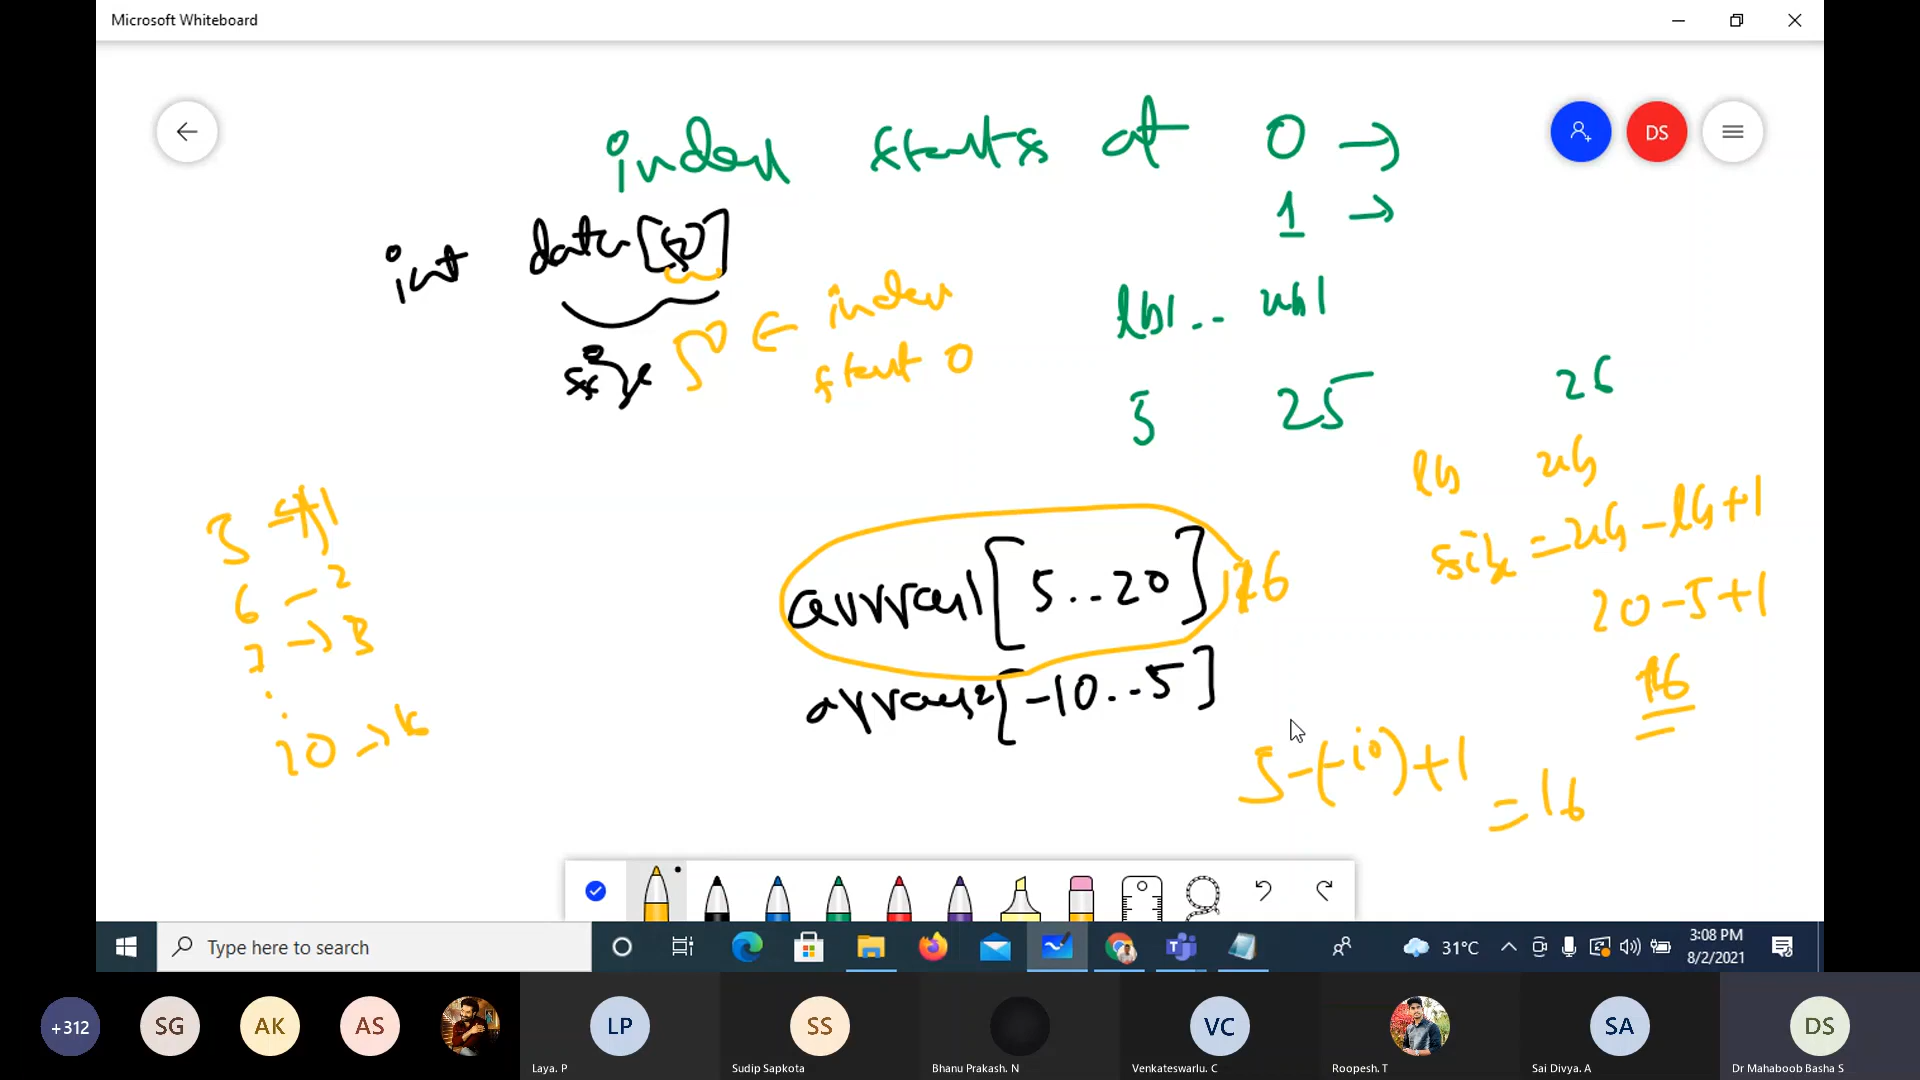 Microsoft Whiteboard
index starts at 0 →
1 →
int data[50]
size 50 ← index
start 0
lb1 .. ub1
5 25 26
lb ub
size = ub - lb + 1
20 - 5 + 1
16
5 → 1
6 - 2
7 → 3
.
.
20 → 16
array1[5..20] 16
array2[-10..5]
5 - (-10) + 1
= 16
DS
Type here to search
31°C
3:08 PM
8/2/2021
+312
SG
AK
AS
LP
SS
VC
SA
DS
Laya. P
Sudip Sapkota
Bhanu Prakash. N
Venkateswarlu. C
Roopesh. T
Sai Divya. A
Dr Mahaboob Basha S